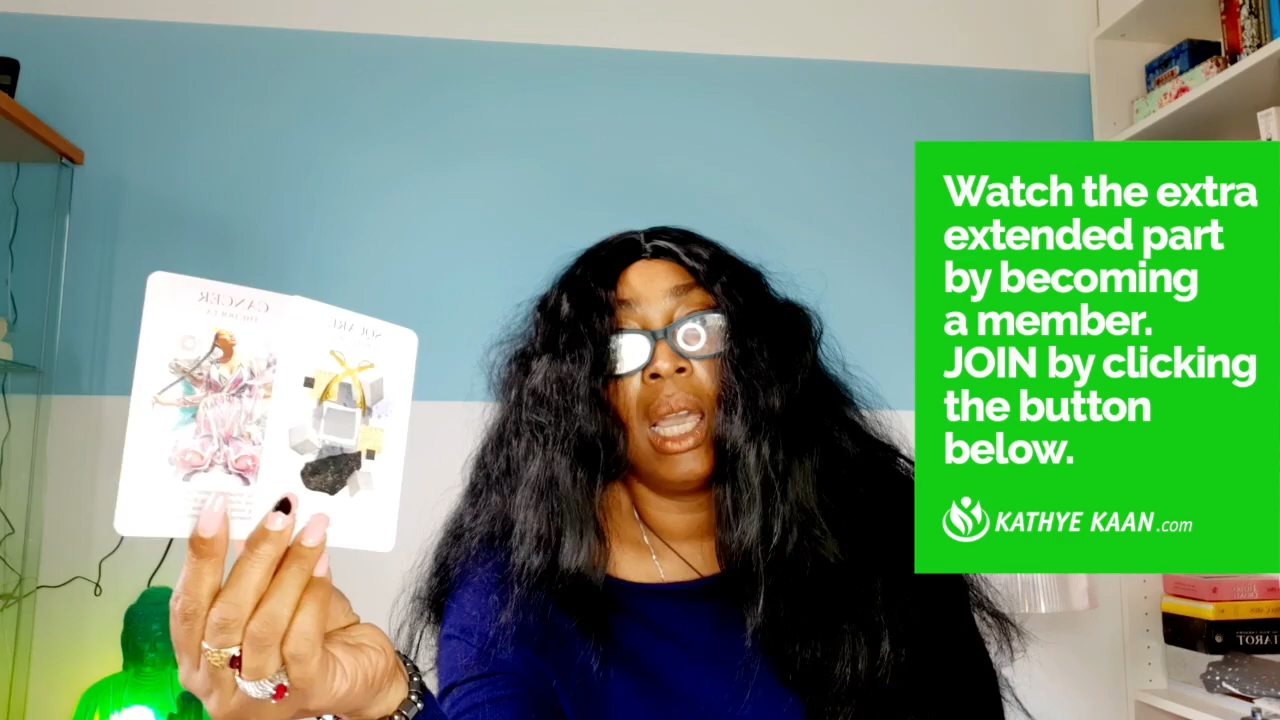 CANCER
SQUARE
Watch the extra
extended part
by becoming
a member.
JOIN by clicking
the button
below.
KATHYE KAAN.com
TAROT